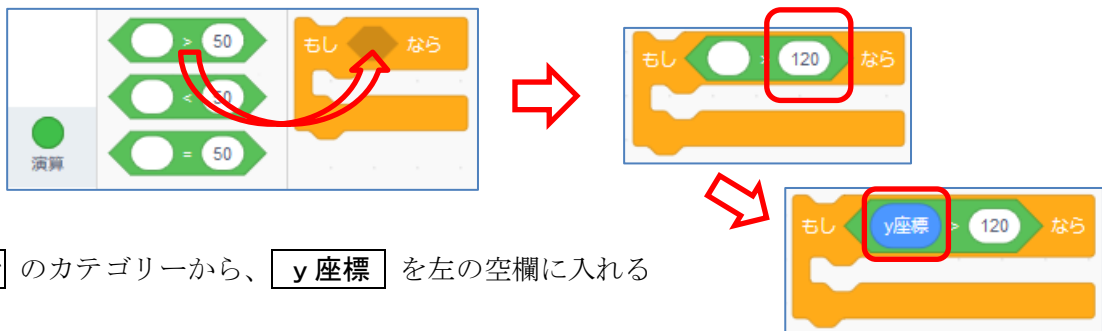 > 50
< 50
= 50
演算
もし なら
もし > 120 なら
もし y座標 > 120 なら
のカテゴリーから、 ｙ座標 を左の空欄に入れる